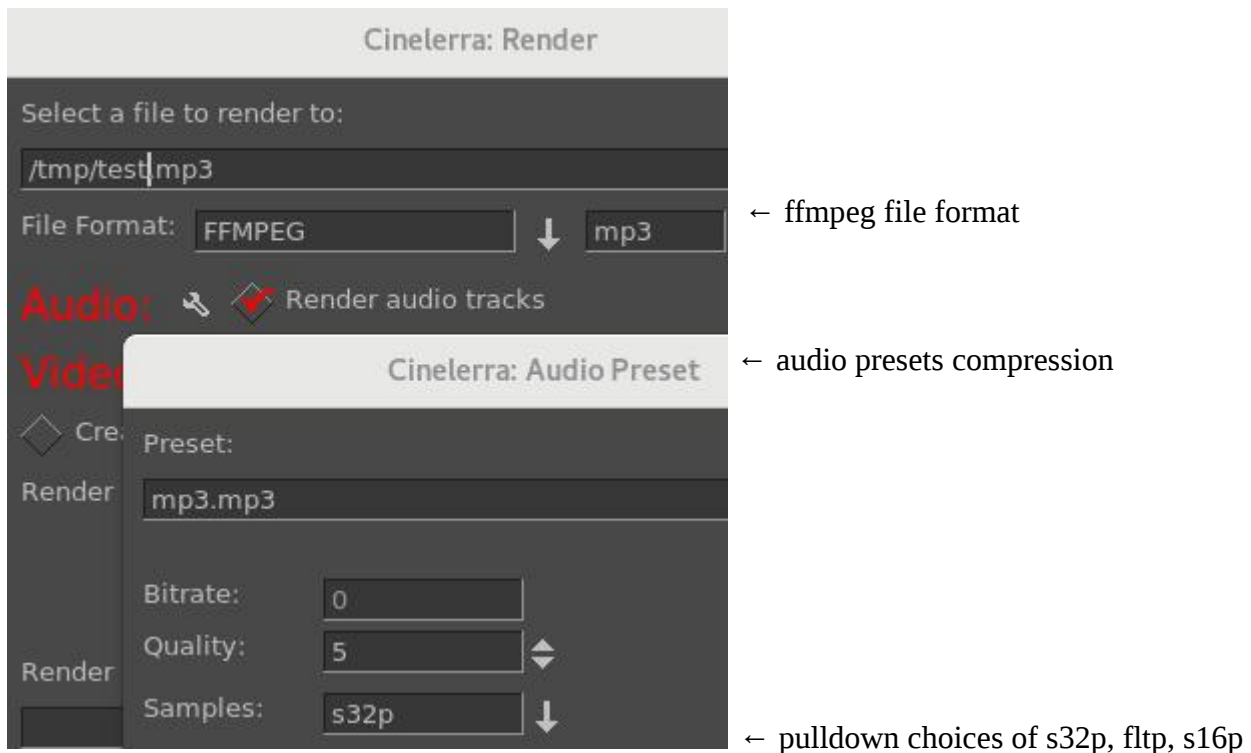 Cinelerra: Render
Select a file to render to:
/tmp/test.mp3
File Format: FFMPEG mp3
← ffmpeg file format
Audio: Render audio tracks
Cinelerra: Audio Preset
← audio presets compression
Video
Cre
Preset:
Render
mp3.mp3
Bitrate: 0
Quality: 5
Render
Samples: s32p
← pulldown choices of s32p, fltp, s16p